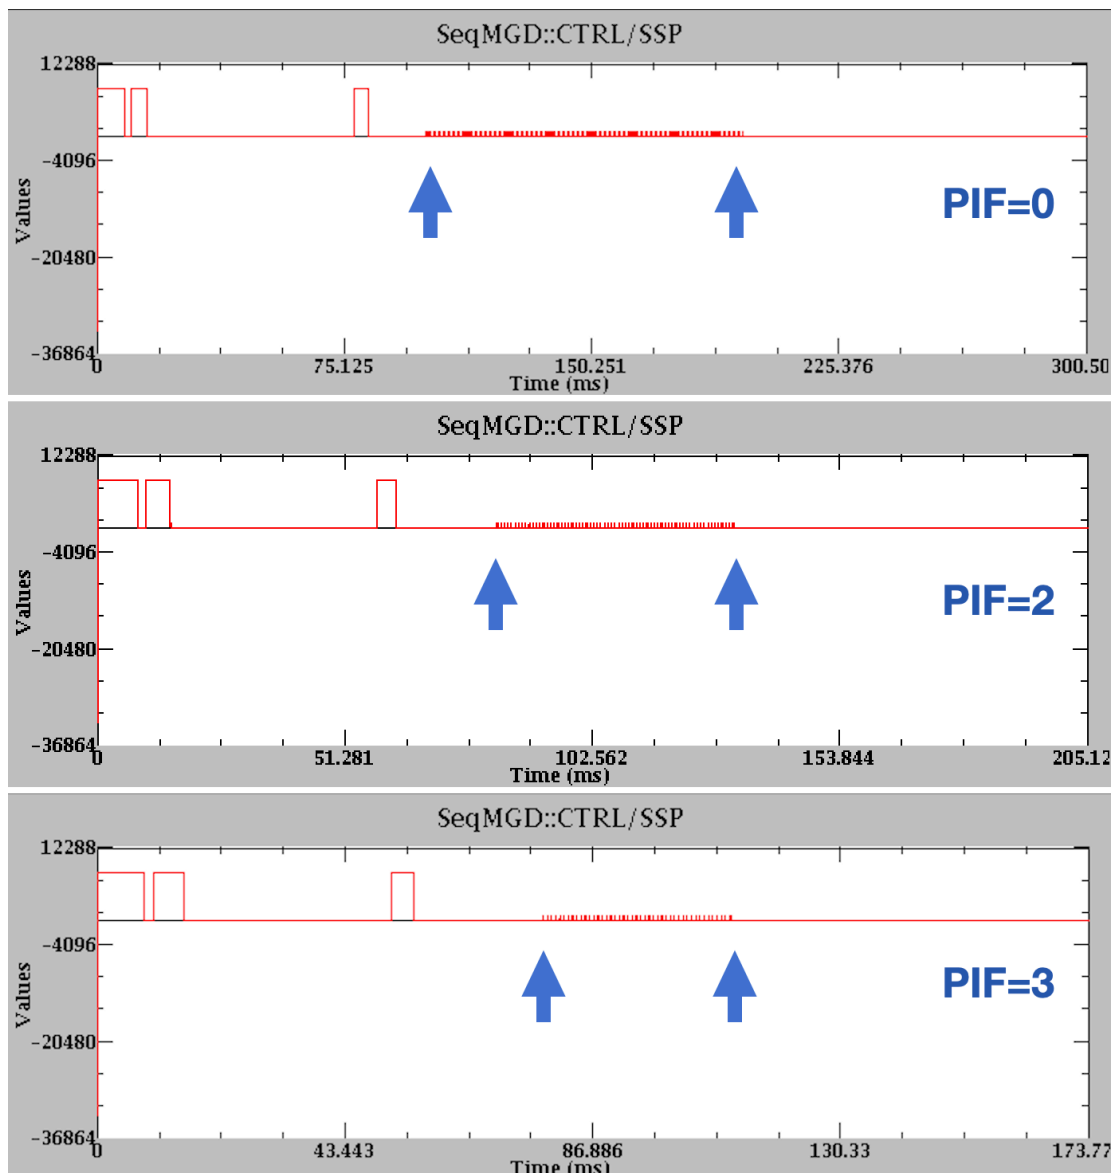 SeqMGD::CTRL/SSP
12288
-4096
-20480
-36864
Values
PIF=0
0 75.125 150.251 225.376 300.50
Time (ms)
SeqMGD::CTRL/SSP
12288
-4096
-20480
-36864
Values
PIF=2
0 51.281 102.562 153.844 205.12
Time (ms)
SeqMGD::CTRL/SSP
12288
-4096
-20480
-36864
Values
PIF=3
0 43.443 86.886 130.33 173.77
Time (ms)